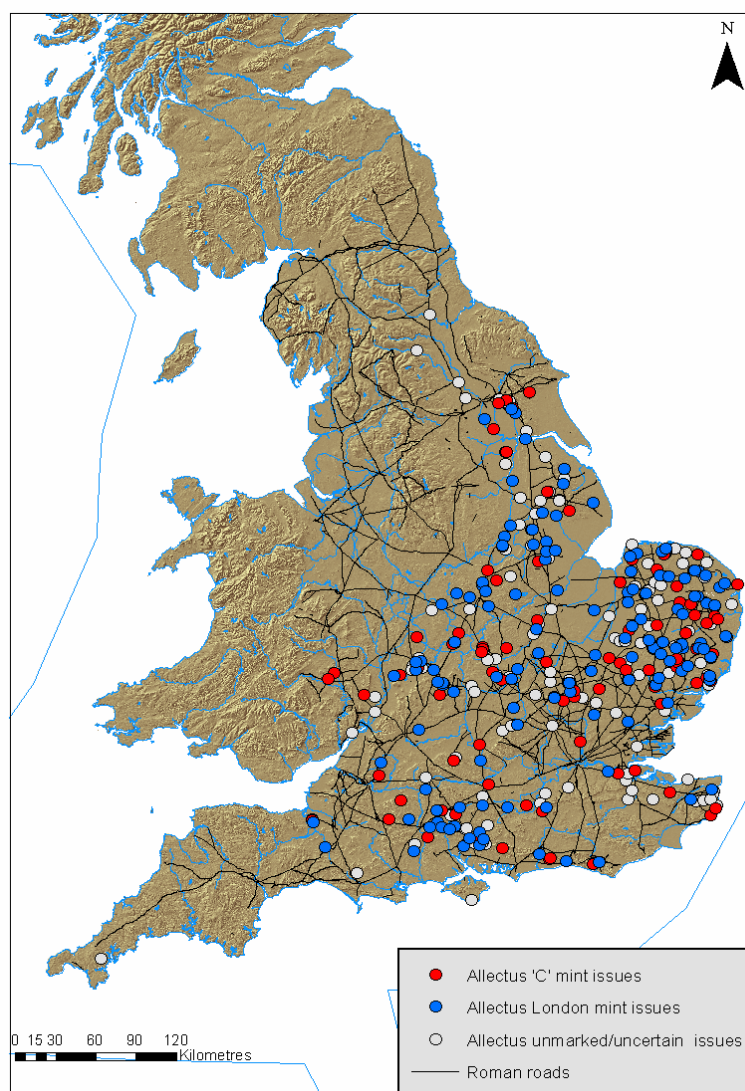 N
Allectus 'C' mint issues
Allectus London mint issues
Allectus unmarked/uncertain issues
Roman roads
0 15 30 60 90 120
Kilometres